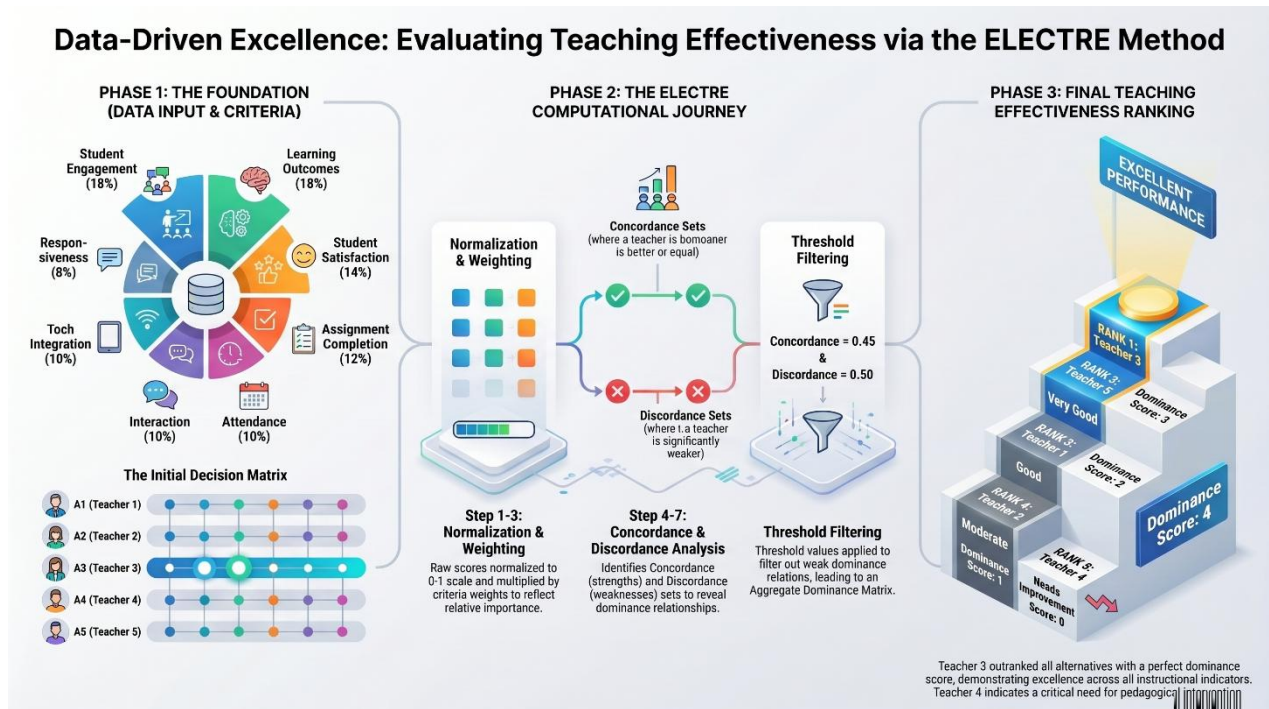 Data-Driven Excellence: Evaluating Teaching Effectiveness via the ELECTRE Method
PHASE 1: THE FOUNDATION
(DATA INPUT & CRITERIA)
Student
Engagement
(18%)
Learning
Outcomes
(18%)
Respon-
siveness
(8%)
Student
Satisfaction
(14%)
Toch
Integration
(10%)
Assignment
Completion
(12%)
Interaction
(10%)
Attendance
(10%)
The Initial Decision Matrix
A1 (Teacher 1)
A2 (Teacher 2)
A3 (Teacher 3)
A4 (Teacher 4)
A5 (Teacher 5)
PHASE 2: THE ELECTRE
COMPUTATIONAL JOURNEY
Normalization
& Weighting
Concordance Sets
(where a teacher is bomoaner
is better or equal)
Discordance Sets
(where t.a teacher
is significantly
weaker)
Threshold
Filtering
Concordance = 0.45
&
Discordance = 0.50
Step 1-3:
Normalization &
Weighting
Raw scores normalized to
0-1 scale and multiplied by
criteria weights to reflect
relative importance.
Step 4-7:
Concordance &
Discordance Analysis
Identifies Concordance
(strengths) and Discordance
(weaknesses) sets to reveal
dominance relationships.
Threshold Filtering
Threshold values applied to
filter out weak dominance
relations, leading to an
Aggregate Dominance Matrix.
PHASE 3: FINAL TEACHING
EFFECTIVENESS RANKING
EXCELLENT
PERFORMANCE
RANK 1:
Teacher 3
RANK 3:
Teacher 5
Very Good
Dominance
Score: 3
RANK 3:
Teacher 1
Good
Dominance
Score: 2
RANK 4:
Teacher 2
Moderate
Dominance
Score: 1
RANK 5:
Teacher 4
Needs
Improvement
Score: 0
Dominance
Score: 4
Teacher 3 outranked all alternatives with a perfect dominance
score, demonstrating excellence across all instructional indicators.
Teacher 4 indicates a critical need for pedagogical intervention